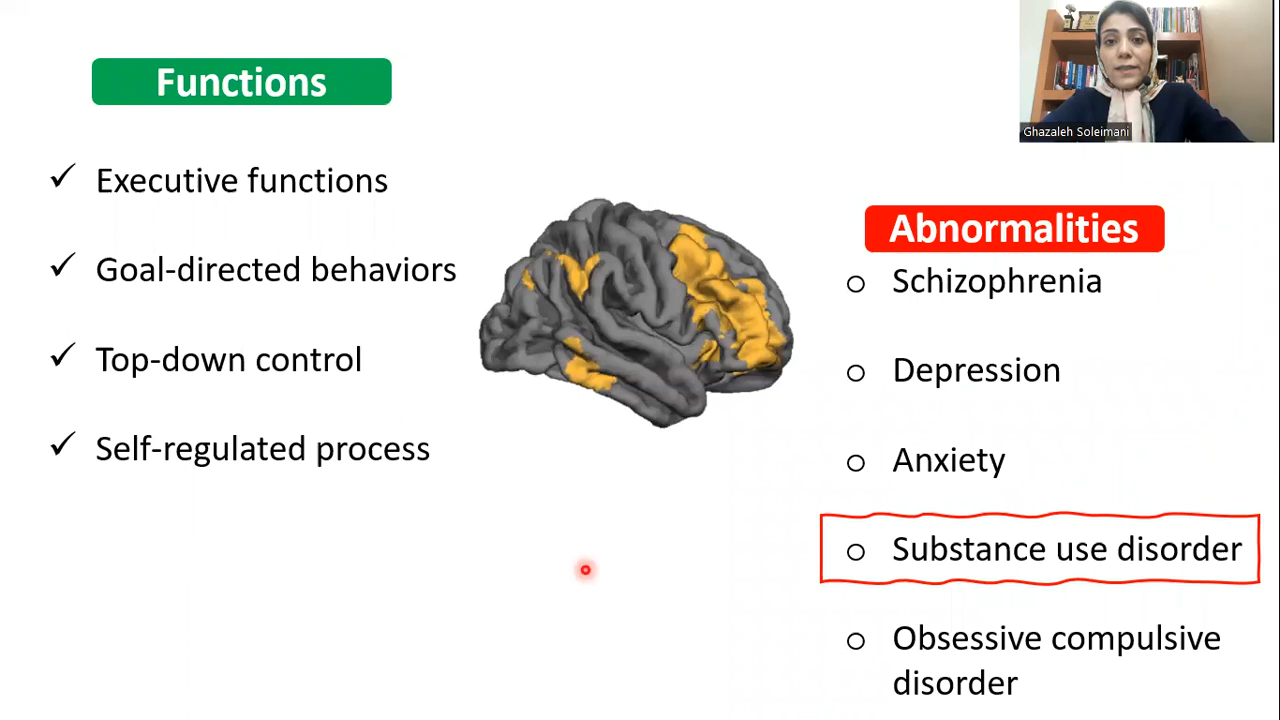 Functions
Executive functions
Goal-directed behaviors
Top-down control
Self-regulated process
Ghazaleh Soleimani
Abnormalities
Schizophrenia
Depression
Anxiety
Substance use disorder
Obsessive compulsive
disorder